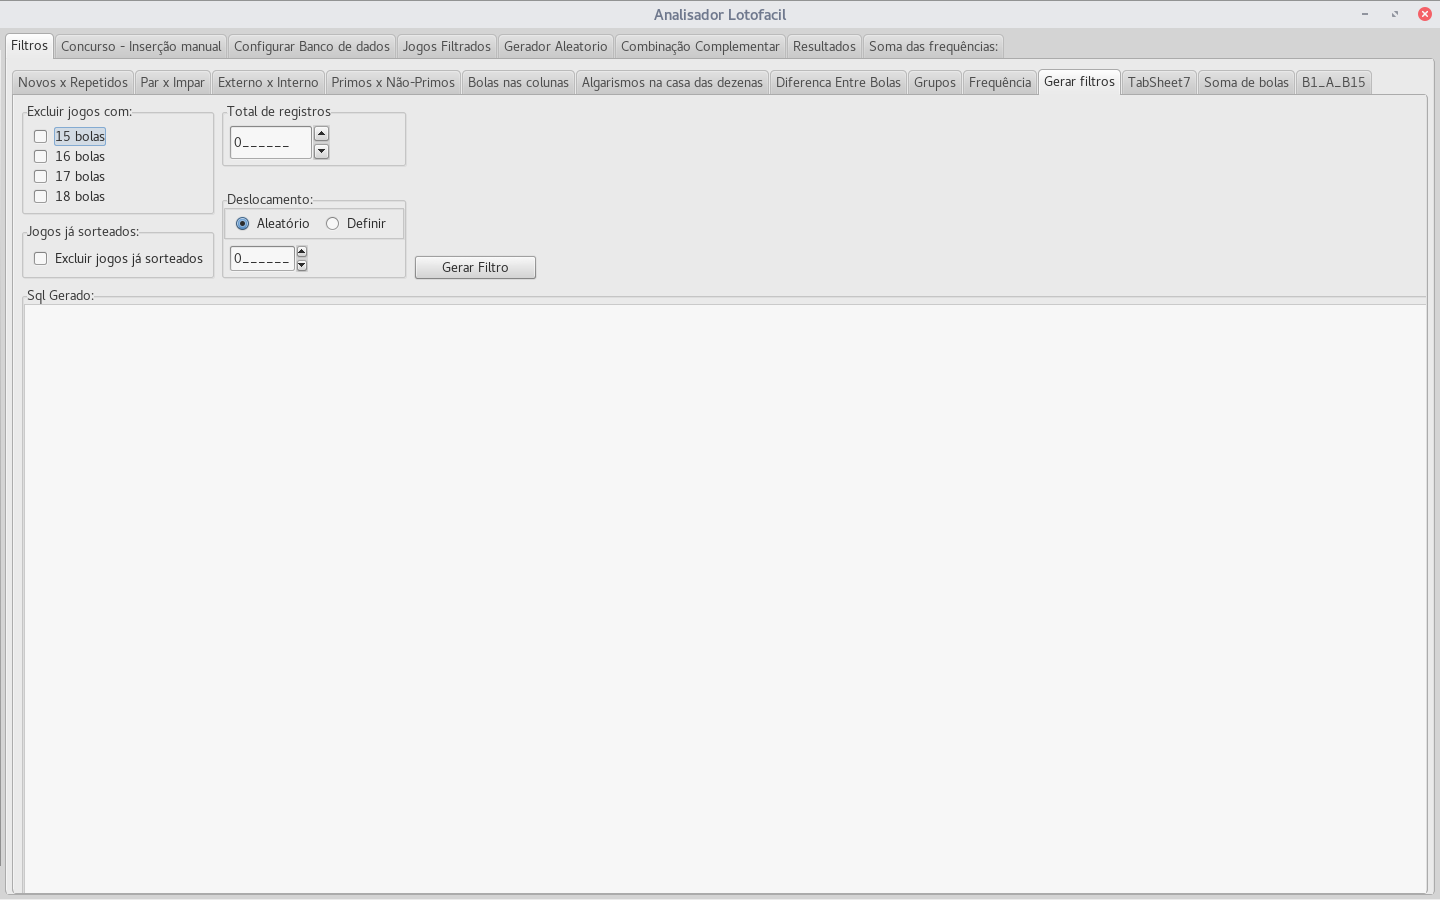 Analisador Lotofacil
Filtros Concurso - Inserção manual Configurar Banco de dados Jogos Filtrados Gerador Aleatorio Combinação Complementar Resultados Soma das frequências:
Novos x Repetidos Par x Impar Externo x Interno Primos x Não-Primos Bolas nas colunas Algarismos na casa das dezenas Diferenca Entre Bolas Grupos Frequência Gerar filtros TabSheet7 Soma de bolas B1_A_B15
Excluir jogos com:
15 bolas
16 bolas
17 bolas
18 bolas
Jogos já sorteados:
Excluir jogos já sorteados
Total de registros
0______
Deslocamento:
Aleatório Definir
0______
Gerar Filtro
Sql Gerado: